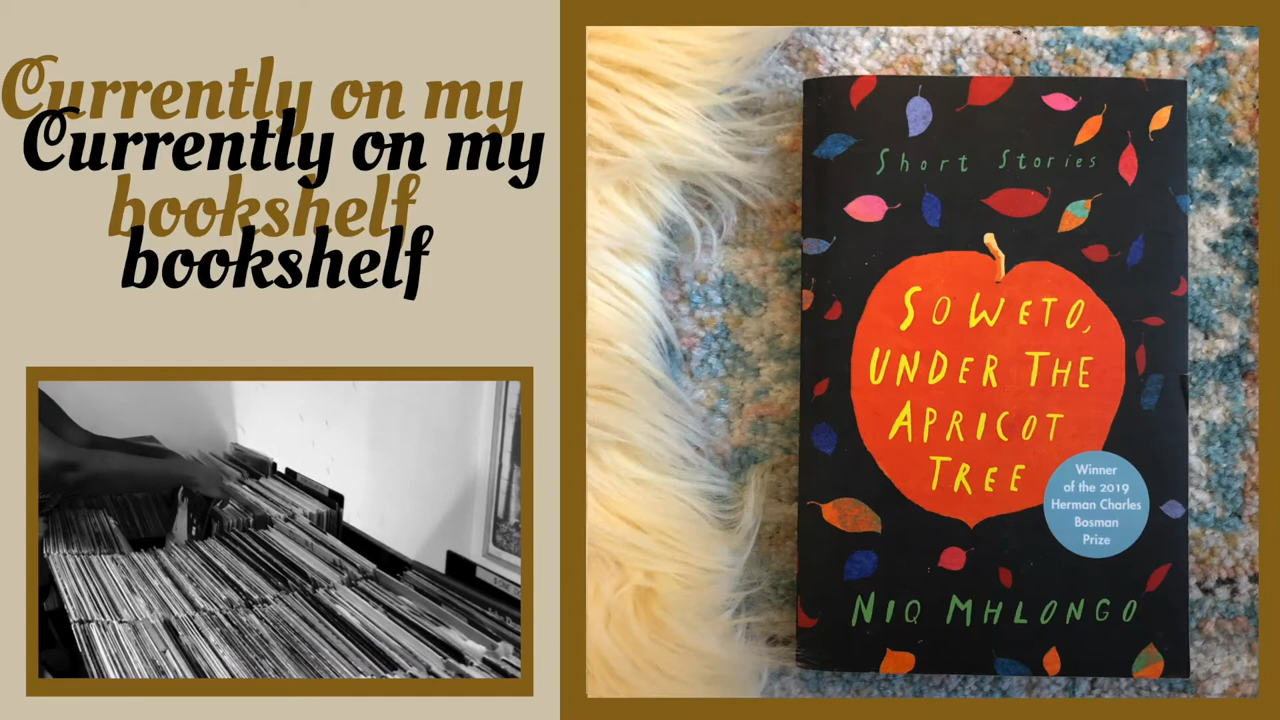 Currently on my
Currently on my
bookshelf
bookshelf
Short Stories
SOWETO,
UNDER THE
APRICOT
TREE
Winner
of the 2019
Herman Charles
Bosman
Prize
NIQ MHLONGO